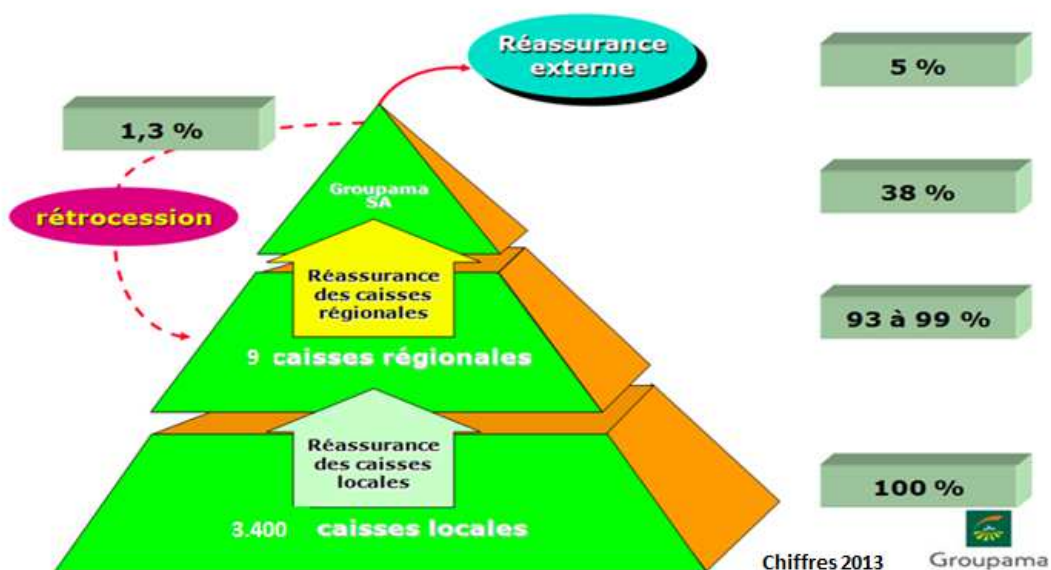 Réassurance
externe
5 %
1,3 %
Groupama
SA
38 %
rétrocession
Réassurance
des caisses
régionales
93 à 99 %
9 caisses régionales
Réassurance
des caisses
locales
100 %
3.400 caisses locales
Chiffres 2013
Groupama